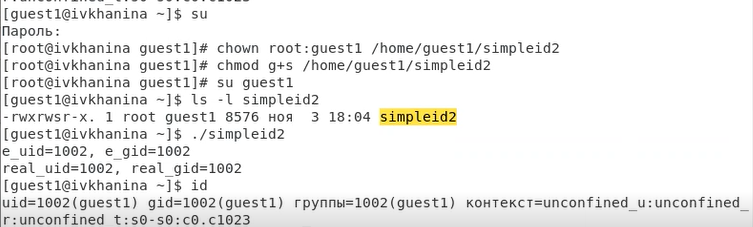 [guest1@ivkhanina ~]$ su
Пароль:
[root@ivkhanina guest1]# chown root:guest1 /home/guest1/simpleid2
[root@ivkhanina guest1]# chmod g+s /home/guest1/simpleid2
[root@ivkhanina guest1]# su guest1
[guest1@ivkhanina ~]$ ls -l simpleid2
-rwxrwsr-x. 1 root guest1 8576 ноя  3 18:04 simpleid2
[guest1@ivkhanina ~]$ ./simpleid2
e_uid=1002, e_gid=1002
real_uid=1002, real_gid=1002
[guest1@ivkhanina ~]$ id
uid=1002(guest1) gid=1002(guest1) группы=1002(guest1) контекст=unconfined_u:unconfined_
r:unconfined_t:s0-s0:c0.c1023